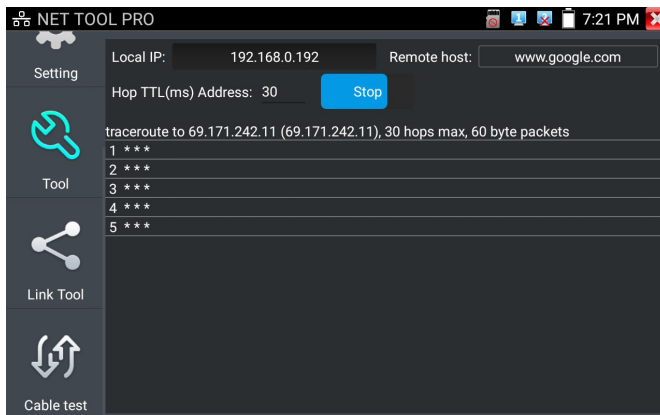 NET TOOL PRO
7:21 PM
Setting
Local IP: 192.168.0.192 Remote host: www.google.com
Hop TTL(ms) Address: 30 Stop
traceroute to 69.171.242.11 (69.171.242.11), 30 hops max, 60 byte packets
1 * * *
2 * * *
3 * * *
4 * * *
5 * * *
Tool
Link Tool
Cable test